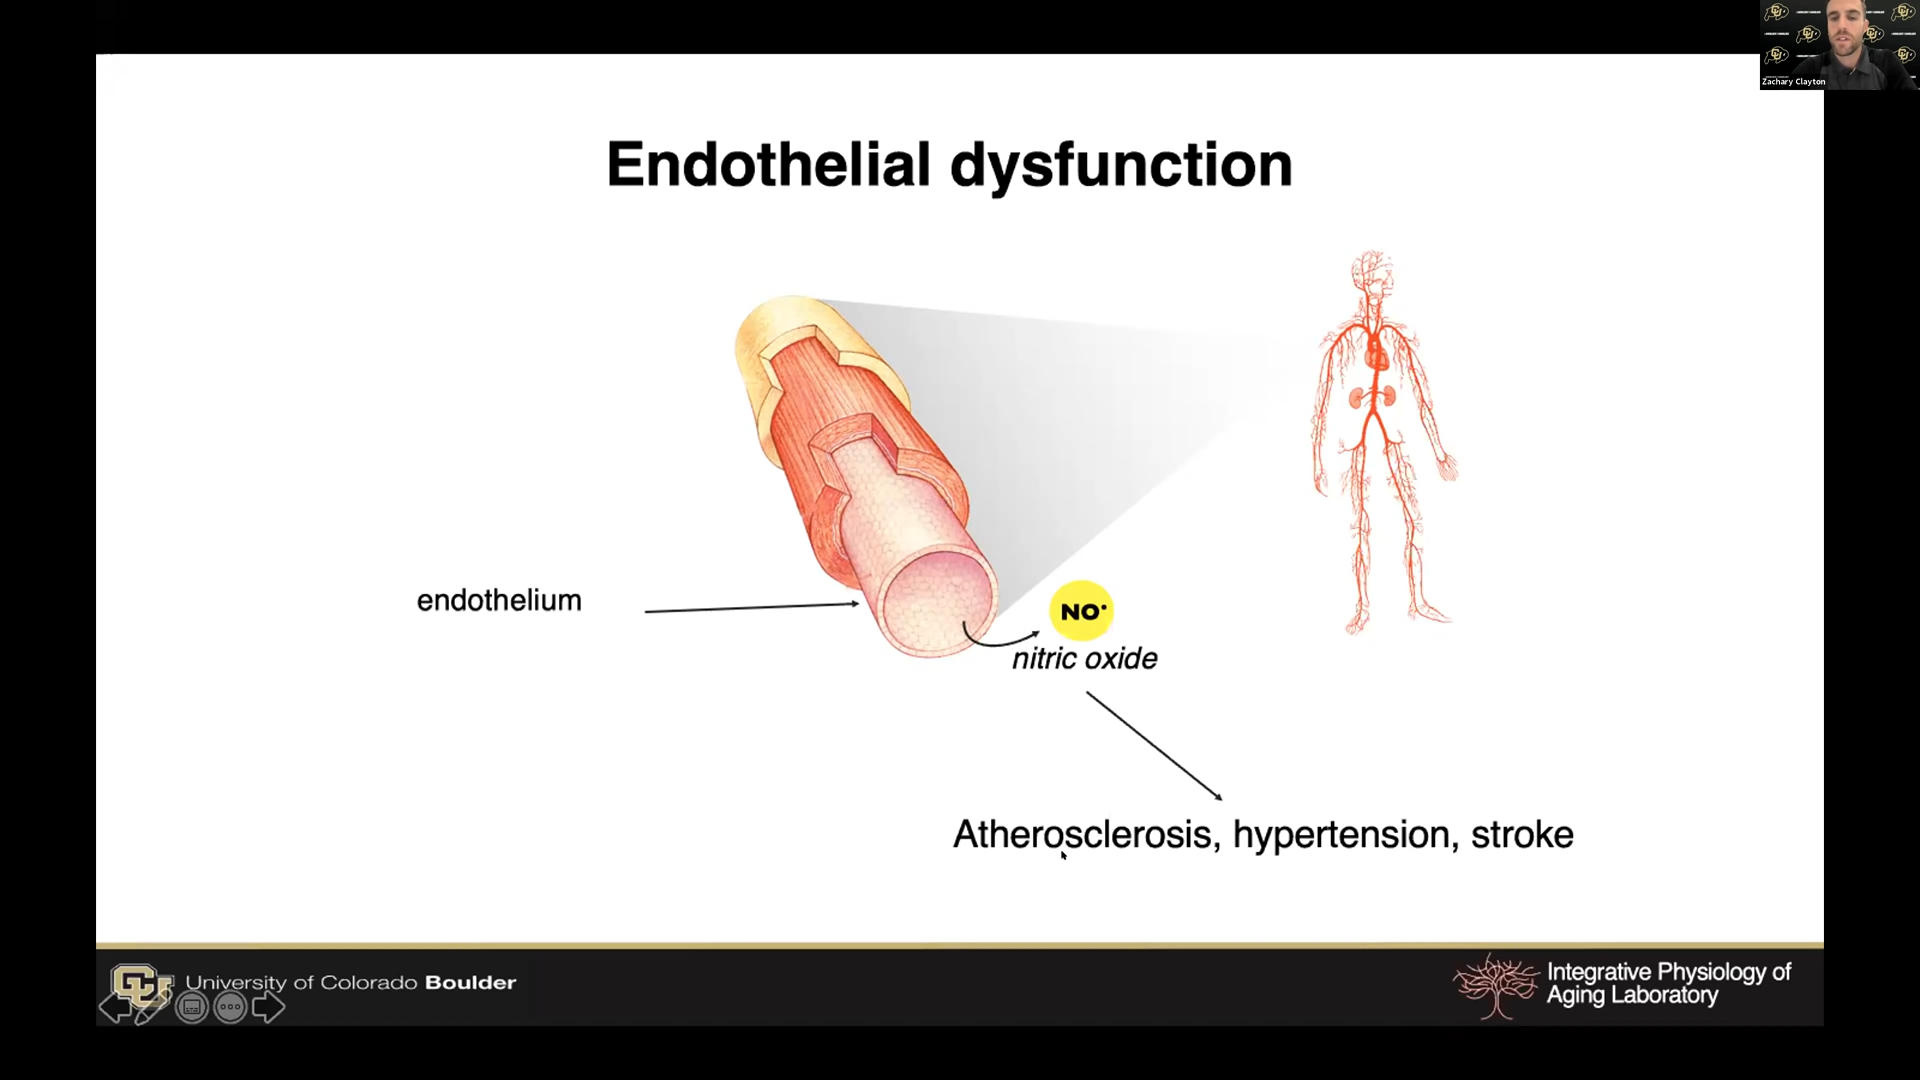 Zachary Clayton
Endothelial dysfunction
endothelium
NO•
nitric oxide
Atherosclerosis, hypertension, stroke
CU
University of Colorado Boulder
Integrative Physiology of
Aging Laboratory